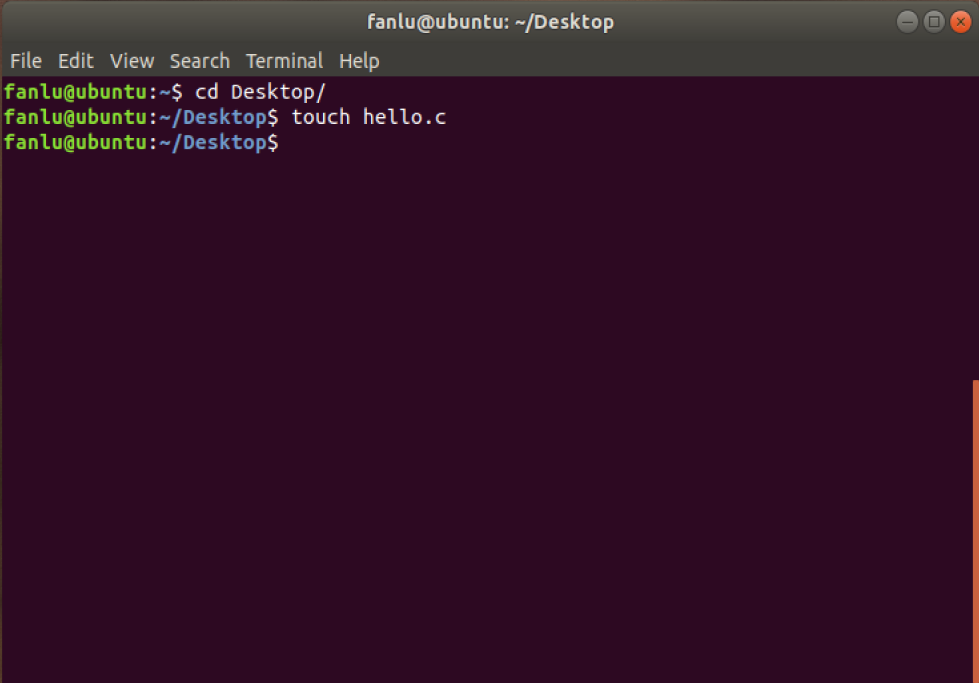 fanlu@ubuntu: ~/Desktop
File Edit View Search Terminal Help
fanlu@ubuntu:~$ cd Desktop/
fanlu@ubuntu:~/Desktop$ touch hello.c
fanlu@ubuntu:~/Desktop$